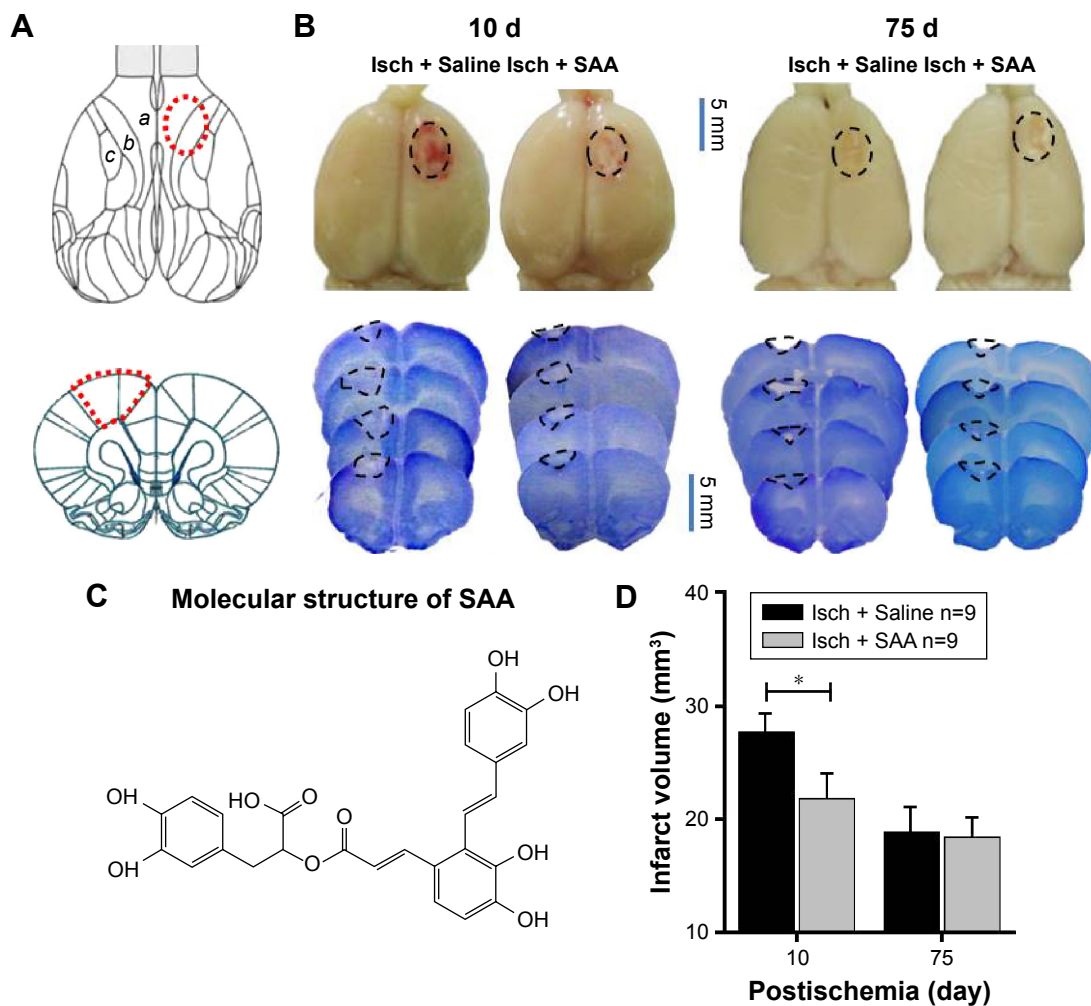 A
a
b
c
B
10 d
75 d
Isch + Saline Isch + SAA
Isch + Saline Isch + SAA
5 mm
5 mm
C
Molecular structure of SAA
OH
OH
OH
OH
HO
O
O
O
OH
OH
D
Infarct volume (mm³)
40
30
20
10
Isch + Saline n=9
Isch + SAA n=9
*
10
75
Postischemia (day)